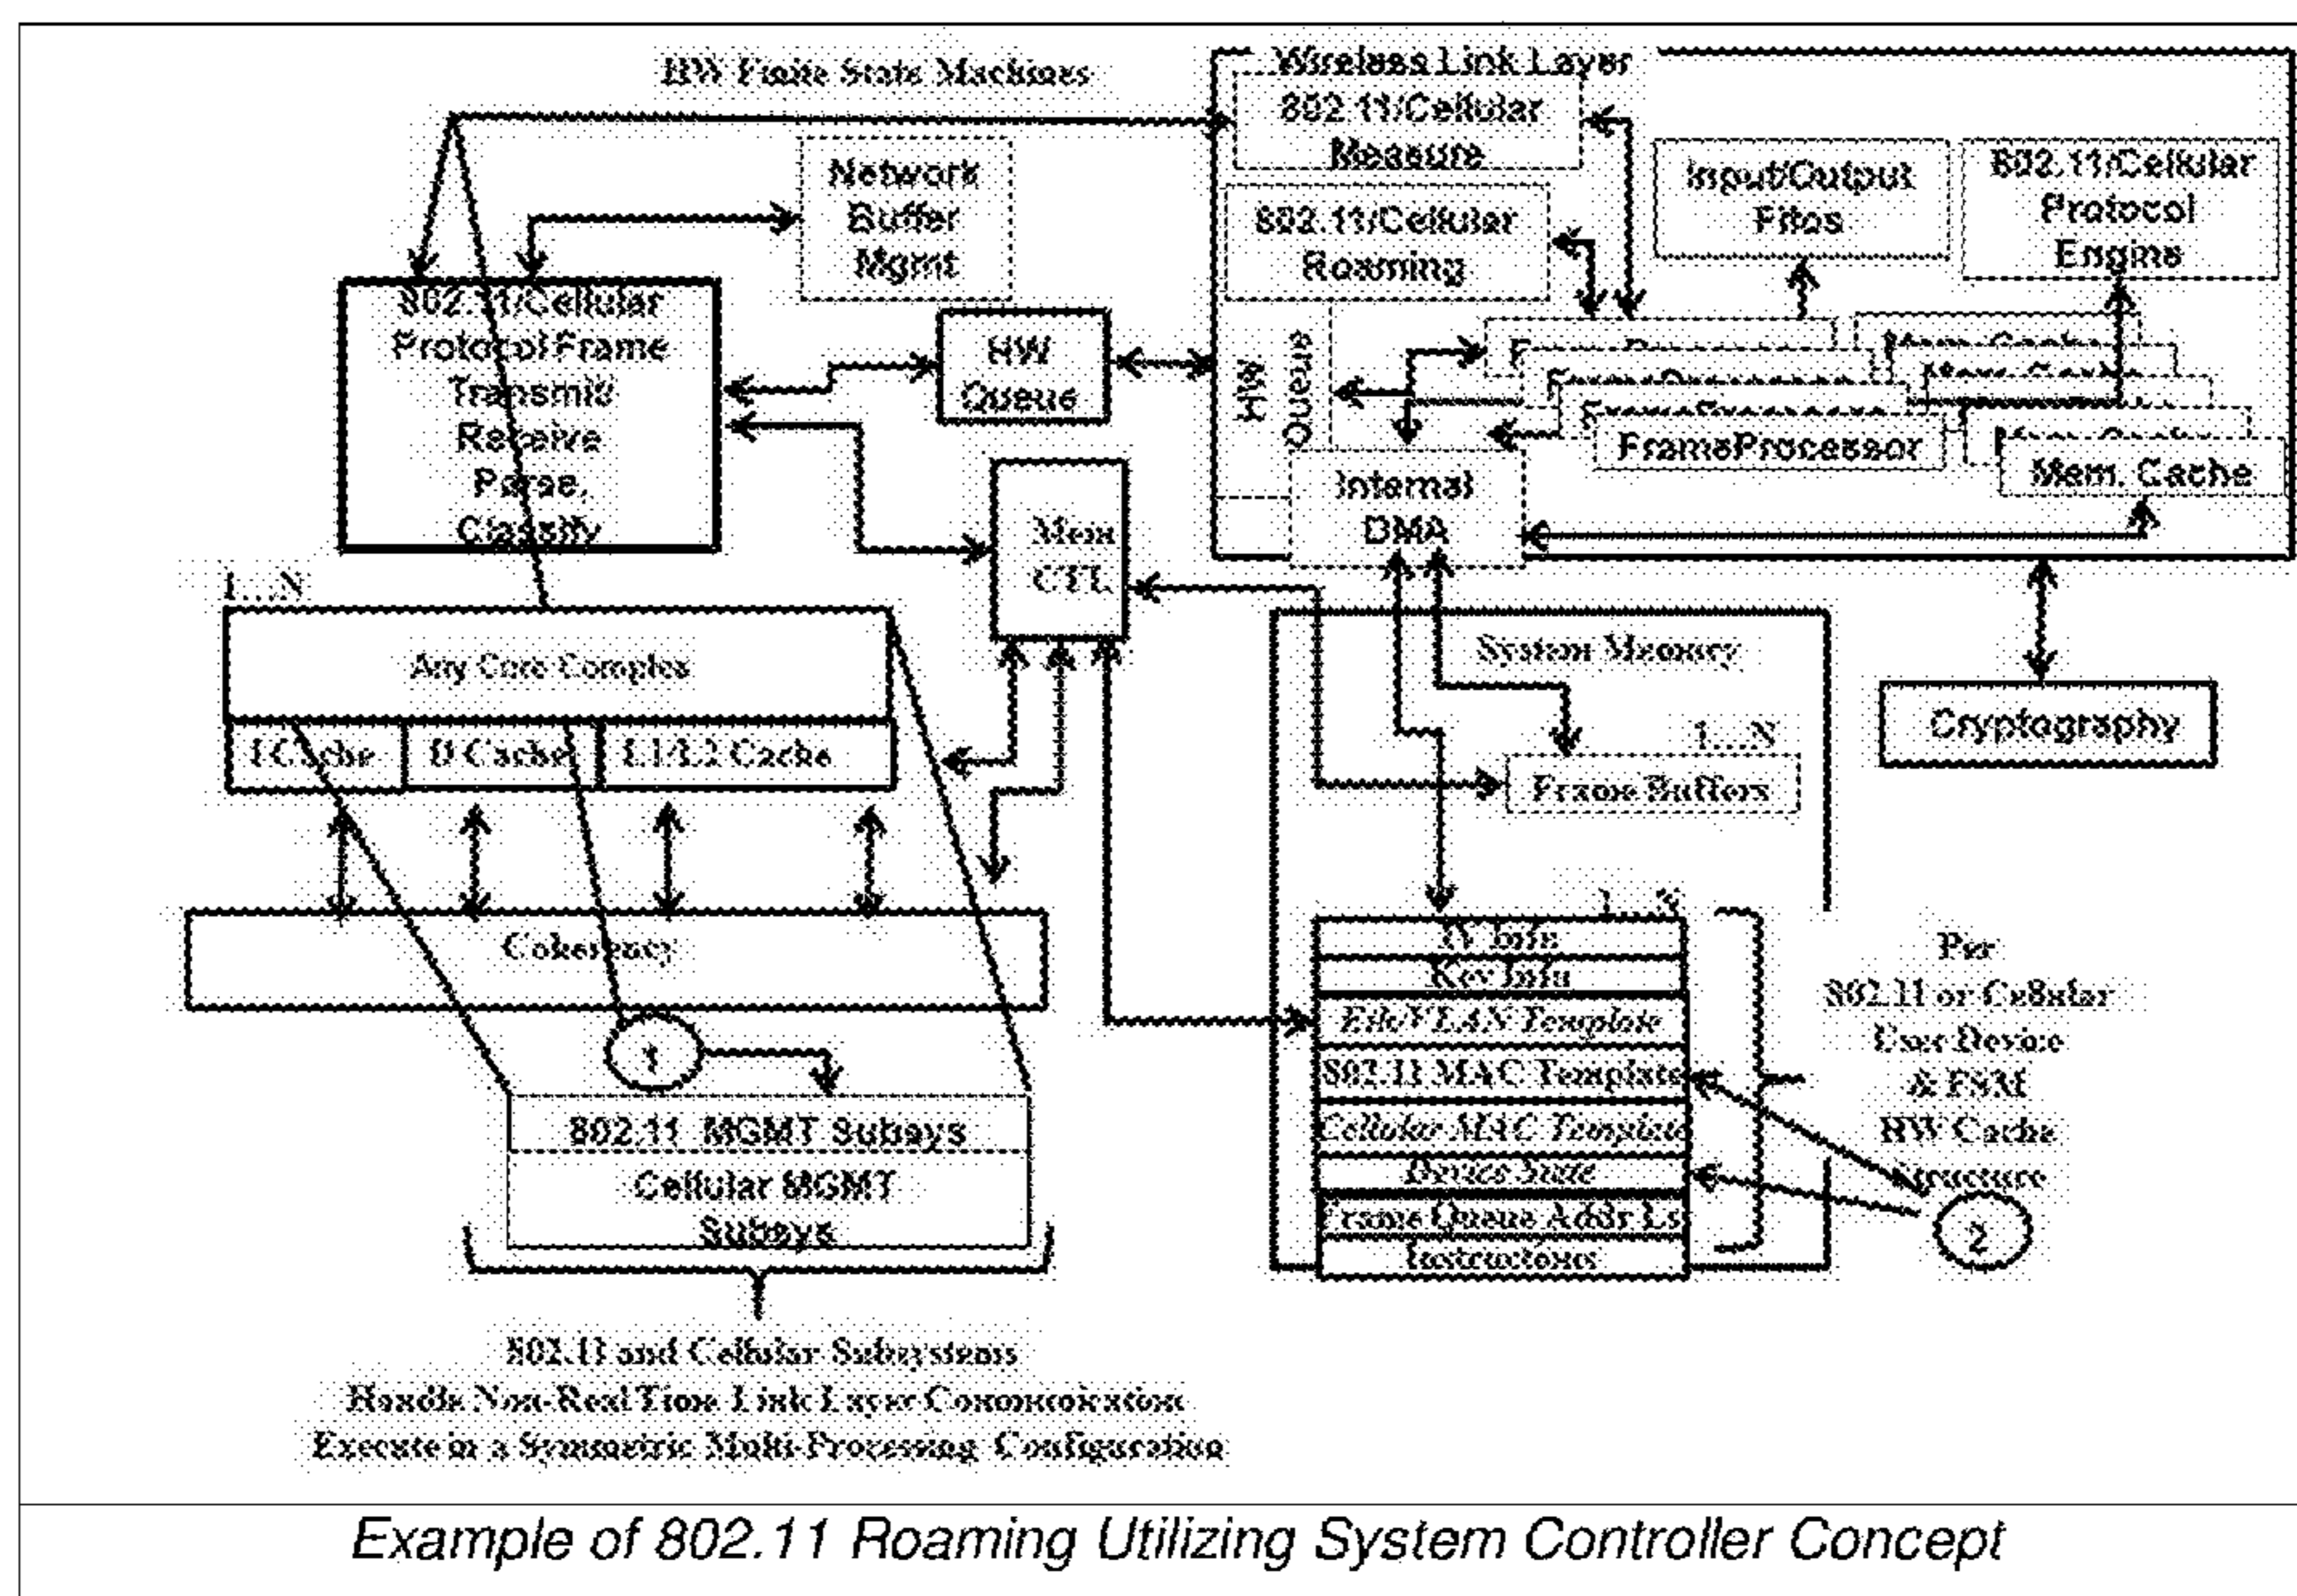 HW Finite State Machines
Wireless Link Layer
802.11/Cellular
Measure
Network
Buffer
Mgmt
802.11/Cellular
Roaming
Input/Output
802.11/Cellular
Protocol
Engine
802.11/Cellular
Protocol Frame
Transmit
Receive
Parse,
Classify
HW
Queue
HW
Queue
FrameProcessor
Mem. Cache
Internal
DMA
Mem
CTL
1...N
Any Core Complex
I Cache
D Cache
L1/L2 Cache
System Memory
1...N
Frame Buffers
Cryptography
Coherency
1...N
IV Info
Key Info
Eth/VLAN Template
802.11 MAC Template
Cellular MAC Template
Device State
Frame Queue Addr Ls
Instructions
Per
802.11 or Cellular
User Device
& FSM
HW Cache
Structure
1
2
802.11 MGMT Subsys
Cellular MGMT
Subsys
802.11 and Cellular Subsystems
Handle Non-Real Time Link Layer Communication
Execute in a Symmetric Multi-Processing Configuration
Example of 802.11 Roaming Utilizing System Controller Concept